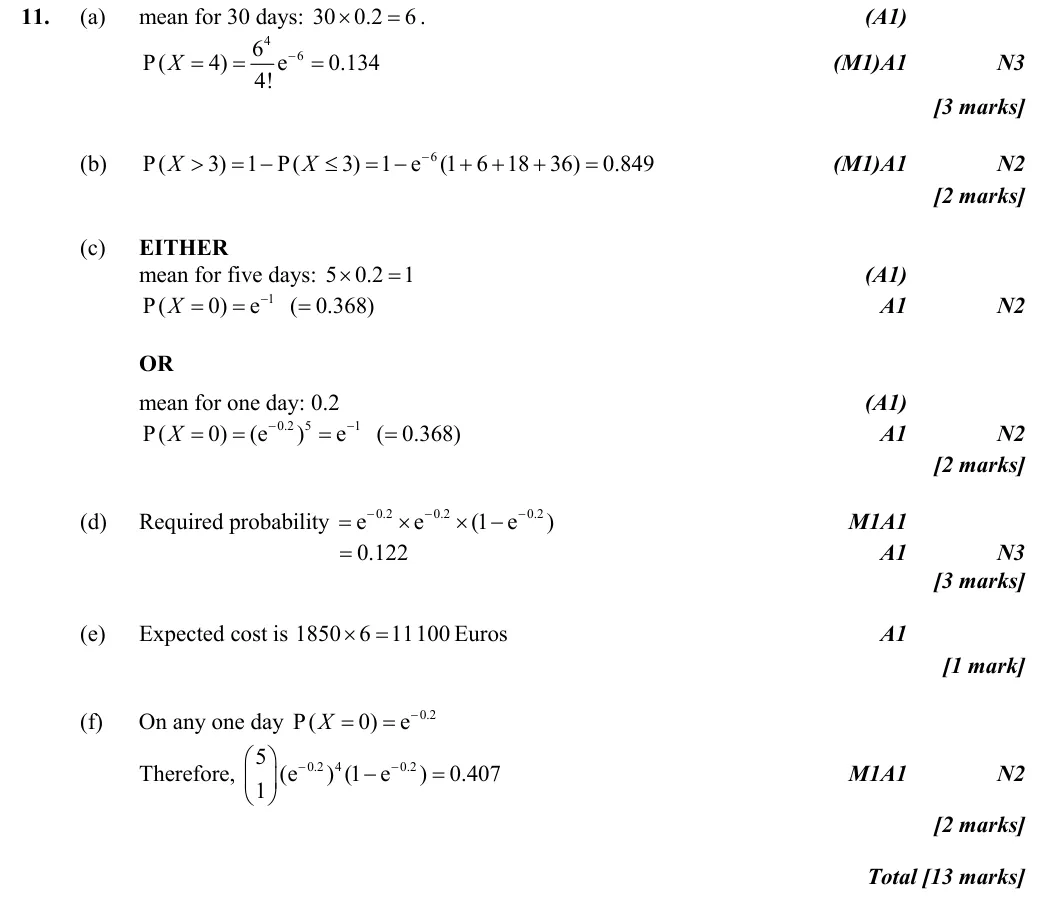 11. (a) mean for 30 days: 30 × 0.2 = 6 . (A1)
P(X = 4) = 6⁴/4! e⁻⁶ = 0.134 (M1)A1 N3
[3 marks]
(b) P(X > 3) = 1 − P(X ≤ 3) = 1 − e⁻⁶(1 + 6 + 18 + 36) = 0.849 (M1)A1 N2
[2 marks]
(c) EITHER
mean for five days: 5 × 0.2 = 1 (A1)
P(X = 0) = e⁻¹ (= 0.368) A1 N2
OR
mean for one day: 0.2 (A1)
P(X = 0) = (e⁻⁰·²)⁵ = e⁻¹ (= 0.368) A1 N2
[2 marks]
(d) Required probability = e⁻⁰·² × e⁻⁰·² × (1 − e⁻⁰·²) M1A1
= 0.122 A1 N3
[3 marks]
(e) Expected cost is 1850 × 6 = 11 100 Euros A1
[1 mark]
(f) On any one day P(X = 0) = e⁻⁰·²
Therefore, (5 1)(e⁻⁰·²)⁴(1 − e⁻⁰·²) = 0.407 M1A1 N2
[2 marks]
Total [13 marks]